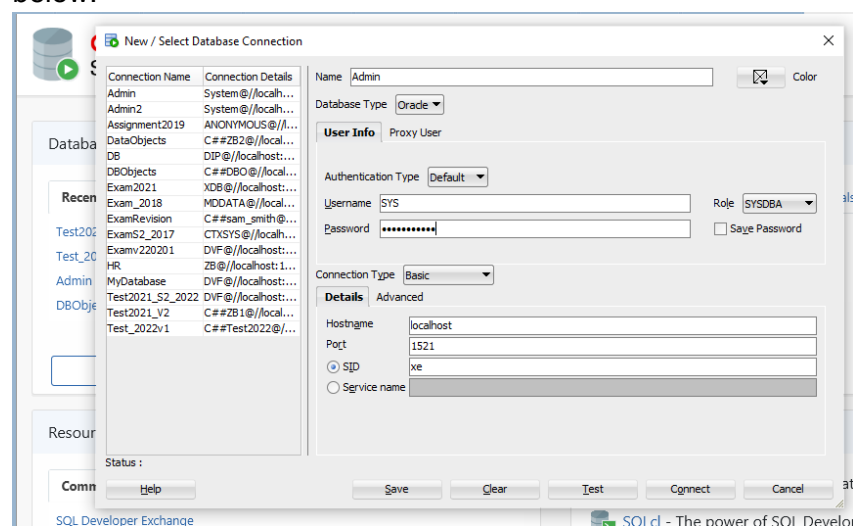 below.
New / Select Database Connection
Connection Name Connection Details
Admin System@//localh...
Admin2 System@//localh...
Assignment2019 ANONYMOUS@//l...
DataObjects C##ZB2@//local...
DB DIP@//localhost:...
DBObjects C##DBO@//local...
Exam2021 XDB@//localhost:...
Exam_2018 MDDATA@//local...
ExamRevision C##sam_smith@...
ExamS2_2017 CTXSYS@//localh...
Examv220201 DVF@//localhost:...
HR ZB@//localhost:1...
MyDatabase DVF@//localhost:...
Test2021_S2_2022 DVF@//localhost:...
Test2021_V2 C##ZB1@//local...
Test_2022v1 C##Test2022@/...
Name Admin Color
Database Type Oracle
User Info Proxy User
Authentication Type Default
Username SYS Role SYSDBA
Password ••••••••••• Save Password
Connection Type Basic
Details Advanced
Hostname localhost
Port 1521
SID xe
Service name
Status :
Help Save Clear Test Connect Cancel
Databa
Recen
Test202
Test_20
Admin
DBObje
Resour
Comm
SQL Developer Exchange
SQLcl - The power of SQL Develop